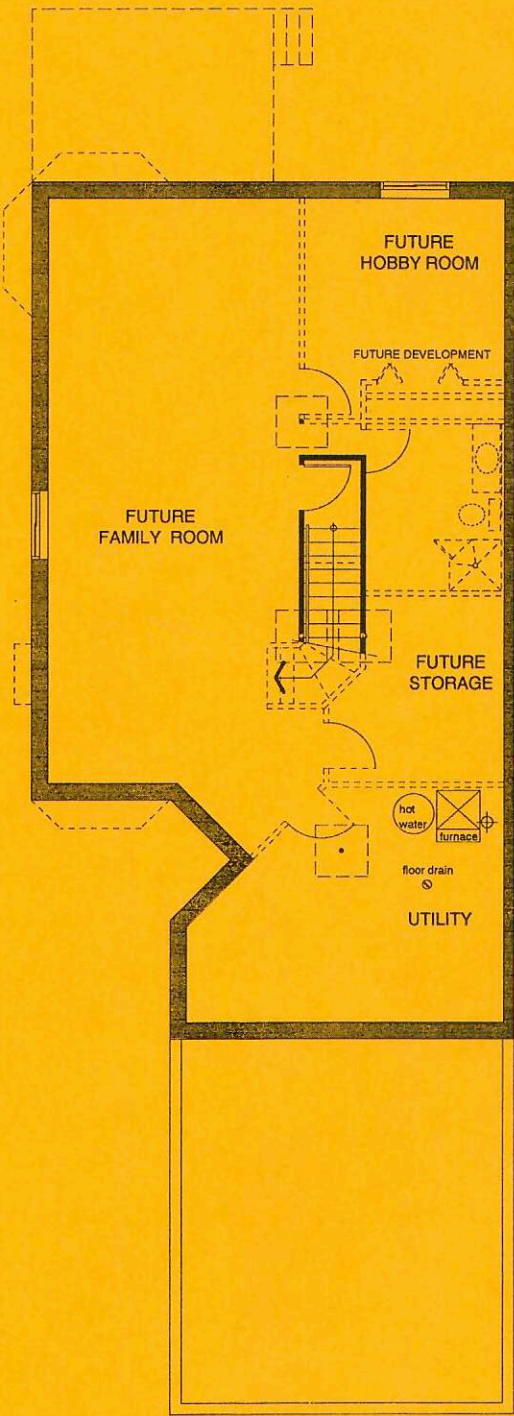 FUTURE
HOBBY ROOM
FUTURE DEVELOPMENT
FUTURE
FAMILY ROOM
FUTURE
STORAGE
hot
water
furnace
floor drain
UTILITY